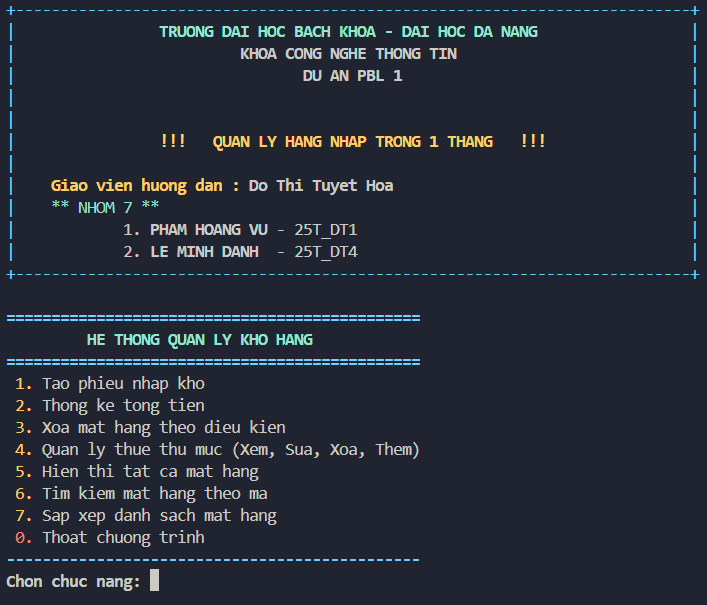 TRUONG DAI HOC BACH KHOA - DAI HOC DA NANG
KHOA CONG NGHE THONG TIN
DU AN PBL 1
!!! QUAN LY HANG NHAP TRONG 1 THANG !!!
Giao vien huong dan : Do Thi Tuyet Hoa
** NHOM 7 **
1. PHAM HOANG VU - 25T_DT1
2. LE MINH DANH - 25T_DT4
HE THONG QUAN LY KHO HANG
1. Tao phieu nhap kho
2. Thong ke tong tien
3. Xoa mat hang theo dieu kien
4. Quan ly thue thu muc (Xem, Sua, Xoa, Them)
5. Hien thi tat ca mat hang
6. Tim kiem mat hang theo ma
7. Sap xep danh sach mat hang
0. Thoat chuong trinh
Chon chuc nang: